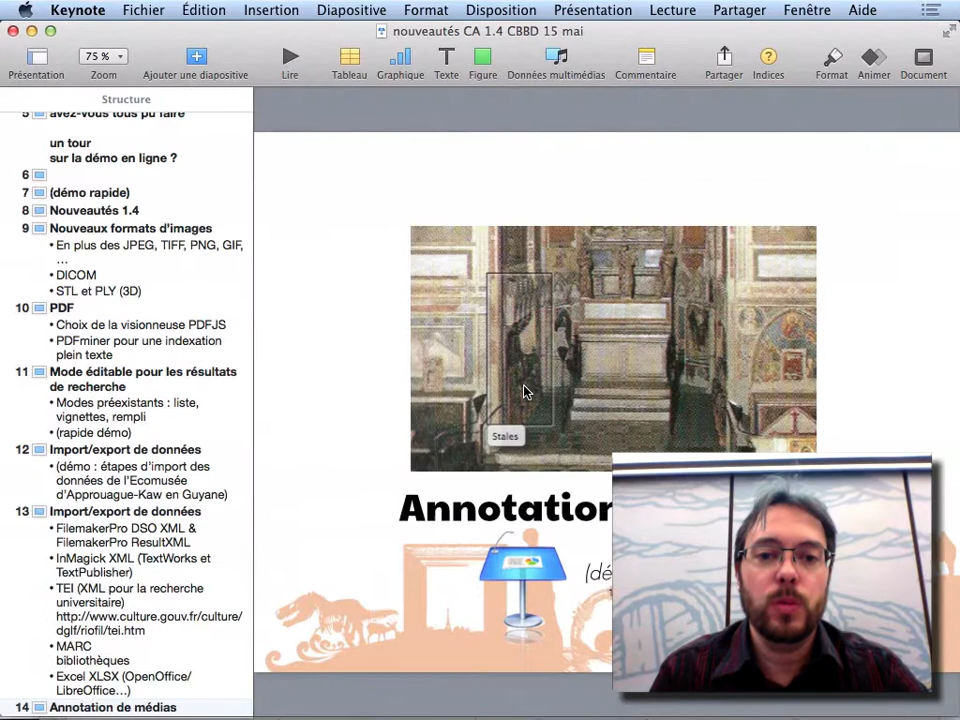 Keynote Fichier Édition Insertion Diapositive Format Disposition Présentation Lecture Partager Fenêtre Aide
nouveautés CA 1.4 CBBD 15 mai
75 %
Présentation Zoom Ajouter une diapositive Lire Tableau Graphique Texte Figure Données multimédias Commentaire Partager Indices Format Animer Document
Structure
5 avez-vous tous pu faire
un tour
sur la démo en ligne ?
6
7 (démo rapide)
8 Nouveautés 1.4
9 Nouveaux formats d'images
• En plus des JPEG, TIFF, PNG, GIF,
…
• DICOM
• STL et PLY (3D)
10 PDF
• Choix de la visionneuse PDFJS
• PDFminer pour une indexation
plein texte
11 Mode éditable pour les résultats
de recherche
• Modes préexistants : liste,
vignettes, rempli
• (rapide démo)
12 Import/export de données
• (démo : étapes d'import des
données de l'Ecomusée
d'Approuague-Kaw en Guyane)
13 Import/export de données
• FilemakerPro DSO XML &
FilemakerPro ResultXML
• InMagick XML (TextWorks et
TextPublisher)
• TEI (XML pour la recherche
universitaire)
http://www.culture.gouv.fr/culture/
dglf/riofil/tei.htm
• MARC
bibliothèques
• Excel XLSX (OpenOffice/
LibreOffice…)
14 Annotation de médias
Stales
Annotation
(dé